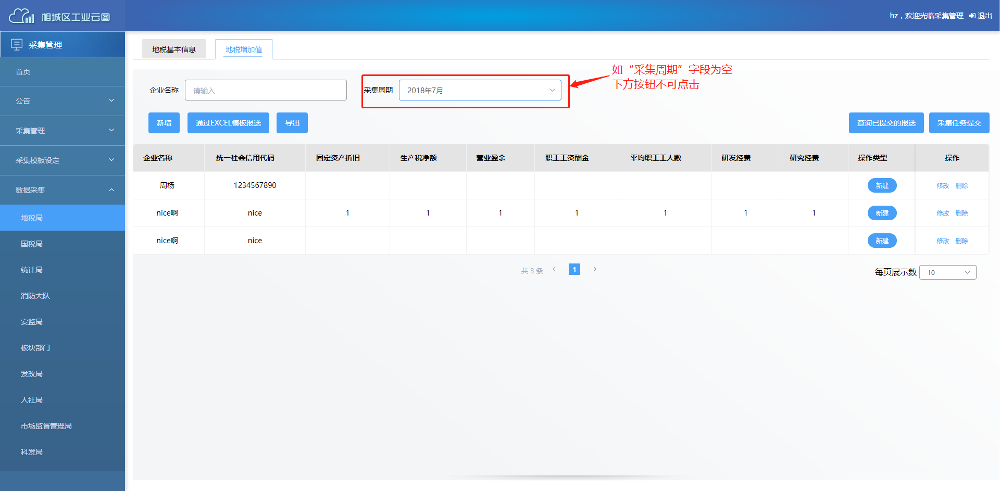 相城区工业云图
hz，欢迎光临采集管理 退出
采集管理
首页
公告
采集管理
采集模板设定
数据采集
地税局
国税局
统计局
消防大队
安监局
板块部门
发改局
人社局
市场监督管理局
科发局
地税基本信息 地税增加值
如“采集周期”字段为空
下方按钮不可点击
企业名称 请输入 采集周期 2018年7月
新增 通过EXCEL模板报送 导出 查询已提交的报送 采集任务提交
企业名称 统一社会信用代码 固定资产折旧 生产税净额 营业盈余 职工工资酬金 平均职工工人数 研发经费 研究经费 操作类型 操作
周杨 1234567890 新建 修改 删除
nice啊 nice 1 1 1 1 1 1 1 新建 修改 删除
nice啊 nice 新建 修改 删除
共 3 条 1 每页展示数 10